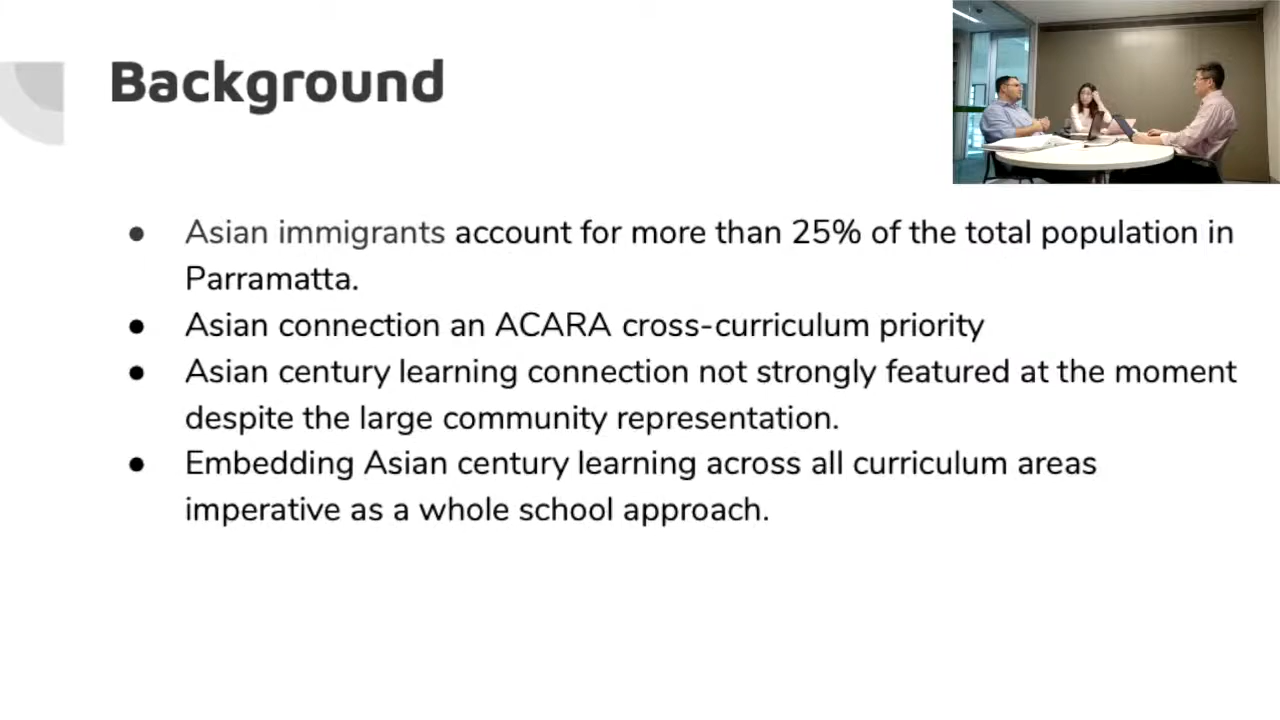 Background
● Asian immigrants account for more than 25% of the total population in
Parramatta.
● Asian connection an ACARA cross-curriculum priority
● Asian century learning connection not strongly featured at the moment
despite the large community representation.
● Embedding Asian century learning across all curriculum areas
imperative as a whole school approach.